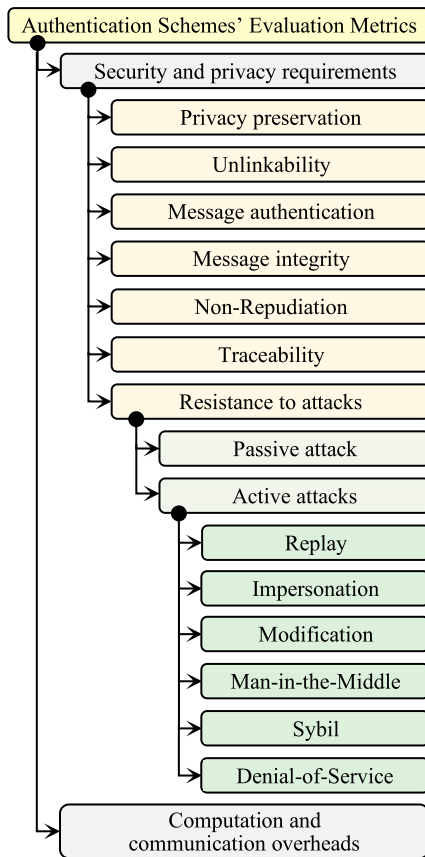 Authentication Schemes’ Evaluation Metrics
Security and privacy requirements
Privacy preservation
Unlinkability
Message authentication
Message integrity
Non-Repudiation
Traceability
Resistance to attacks
Passive attack
Active attacks
Replay
Impersonation
Modification
Man-in-the-Middle
Sybil
Denial-of-Service
Computation and
communication overheads